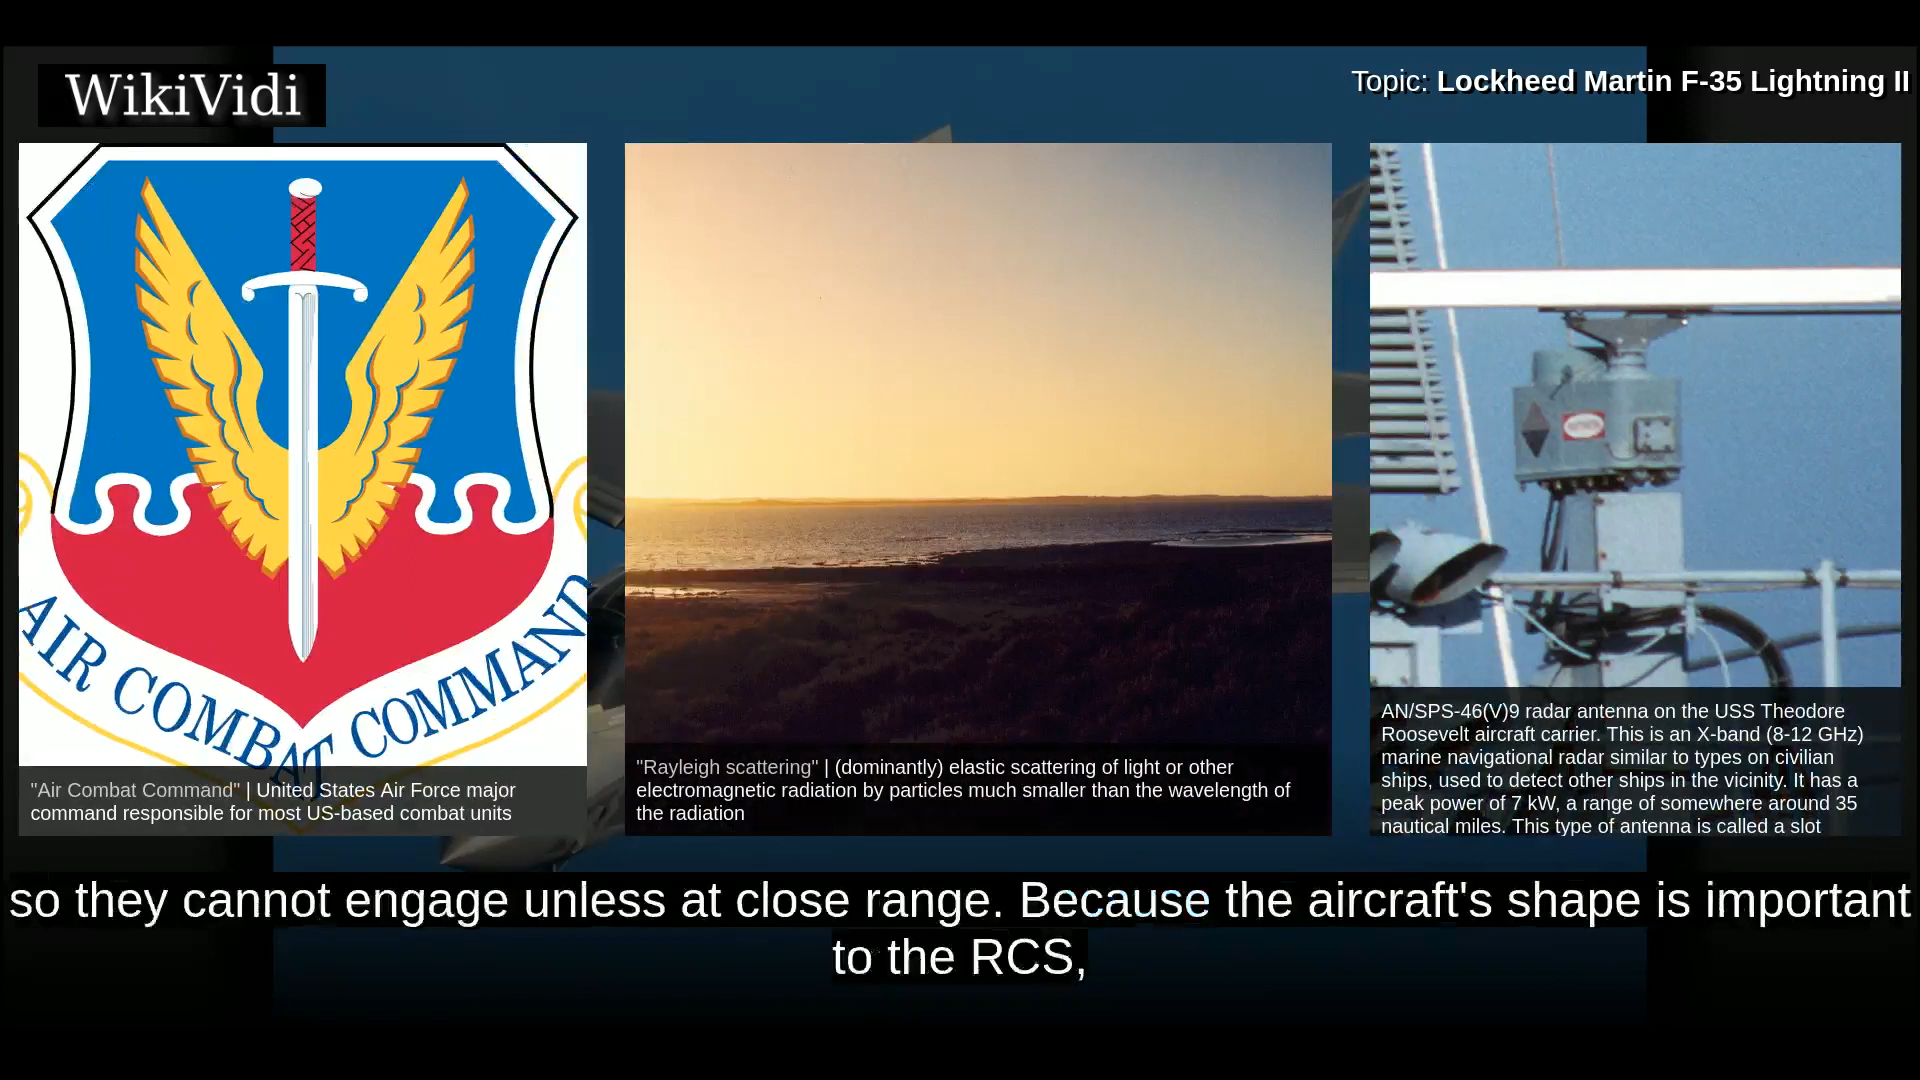 WikiVidi
Topic: Lockheed Martin F-35 Lightning II
AIR COMBAT COMMAND
"Air Combat Command" | United States Air Force major
command responsible for most US-based combat units
"Rayleigh scattering" | (dominantly) elastic scattering of light or other
electromagnetic radiation by particles much smaller than the wavelength of
the radiation
AN/SPS-46(V)9 radar antenna on the USS Theodore
Roosevelt aircraft carrier. This is an X-band (8-12 GHz)
marine navigational radar similar to types on civilian
ships, used to detect other ships in the vicinity. It has a
peak power of 7 kW, a range of somewhere around 35
nautical miles. This type of antenna is called a slot
so they cannot engage unless at close range. Because the aircraft's shape is important
to the RCS,